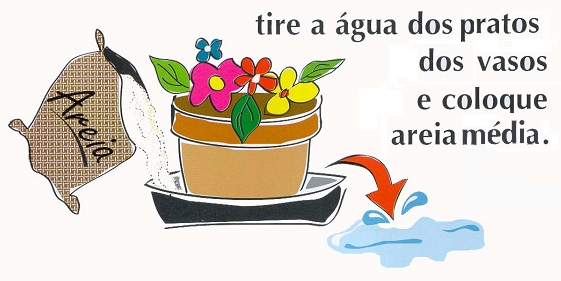 tire a água dos pratos
dos vasos
e coloque
areia média.
Areia